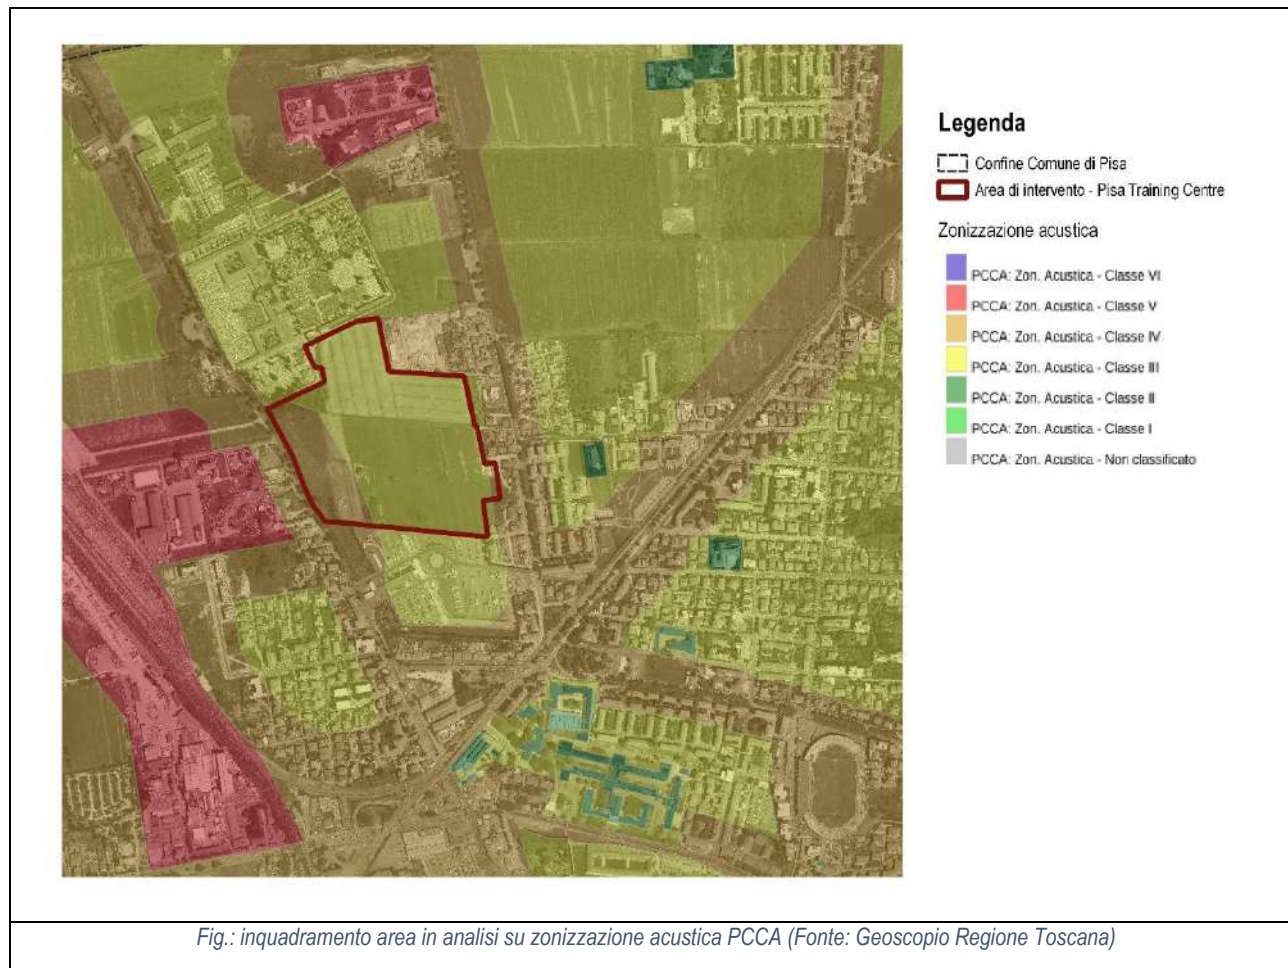 Legenda
Confine Comune di Pisa
Area di intervento - Pisa Training Centre
Zonizzazione acustica
PCCA: Zon. Acustica - Classe VI
PCCA: Zon. Acustica - Classe V
PCCA: Zon. Acustica - Classe IV
PCCA: Zon. Acustica - Classe III
PCCA: Zon. Acustica - Classe II
PCCA: Zon. Acustica - Classe I
PCCA: Zon. Acustica - Non classificato
Fig.: inquadramento area in analisi su zonizzazione acustica PCCA (Fonte: Geoscopio Regione Toscana)